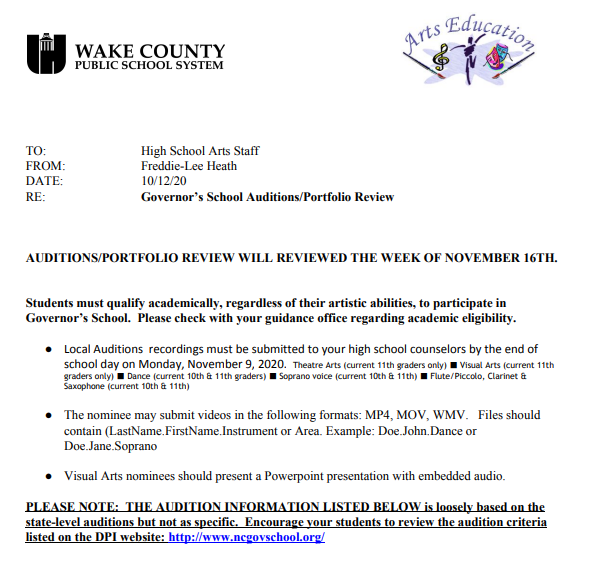 WAKE COUNTY
PUBLIC SCHOOL SYSTEM
Arts Education
TO: High School Arts Staff
FROM: Freddie-Lee Heath
DATE: 10/12/20
RE: Governor's School Auditions/Portfolio Review
AUDITIONS/PORTFOLIO REVIEW WILL REVIEWED THE WEEK OF NOVEMBER 16TH.
Students must qualify academically, regardless of their artistic abilities, to participate in
Governor's School. Please check with your guidance office regarding academic eligibility.
● Local Auditions recordings must be submitted to your high school counselors by the end of
school day on Monday, November 9, 2020. Theatre Arts (current 11th graders only) ■ Visual Arts (current 11th
graders only) ■ Dance (current 10th & 11th graders) ■ Soprano voice (current 10th & 11th) ■ Flute/Piccolo, Clarinet &
Saxophone (current 10th & 11th)
● The nominee may submit videos in the following formats: MP4, MOV, WMV. Files should
contain (LastName.FirstName.Instrument or Area. Example: Doe.John.Dance or
Doe.Jane.Soprano
● Visual Arts nominees should present a Powerpoint presentation with embedded audio.
PLEASE NOTE: THE AUDITION INFORMATION LISTED BELOW is loosely based on the
state-level auditions but not as specific. Encourage your students to review the audition criteria
listed on the DPI website: http://www.ncgovschool.org/